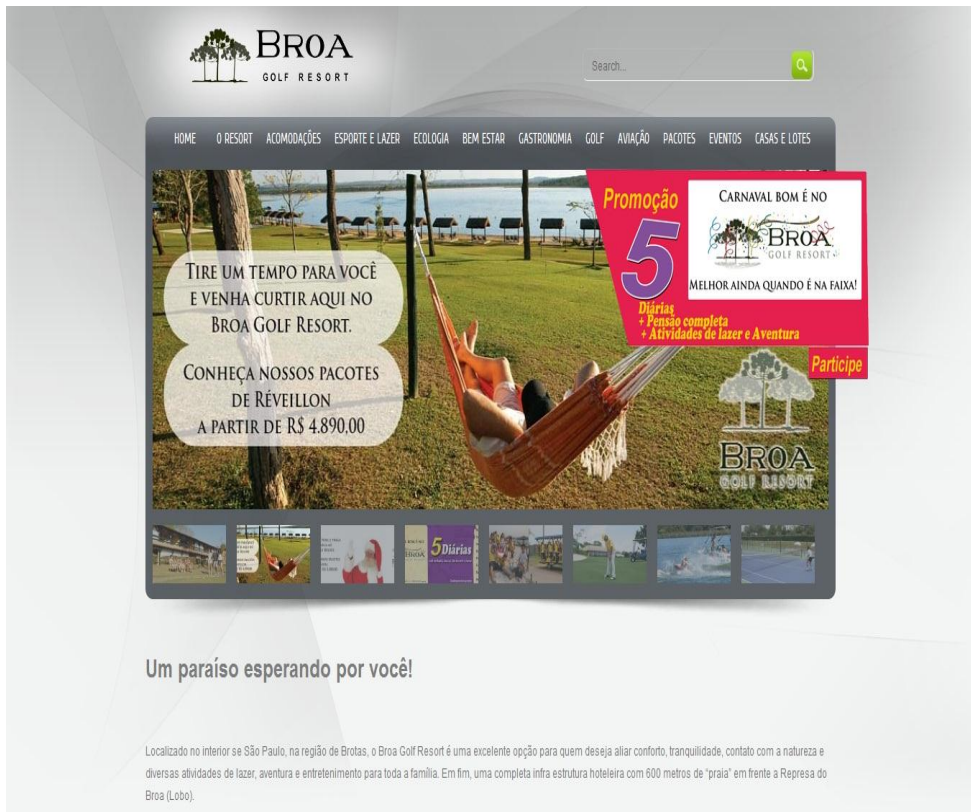 BROA
GOLF RESORT
Search...
HOME O RESORT ACOMODAÇÕES ESPORTE E LAZER ECOLOGIA BEM ESTAR GASTRONOMIA GOLF AVIAÇÃO PACOTES EVENTOS CASAS E LOTES
TIRE UM TEMPO PARA VOCÊ
E VENHA CURTIR AQUI NO
BROA GOLF RESORT.
CONHEÇA NOSSOS PACOTES
DE RÉVEILLON
A PARTIR DE R$ 4.890,00
Promoção
5
Diárias
+ Pensão completa
+ Atividades de lazer e Aventura
CARNAVAL BOM É NO
BROA
GOLF RESORT
MELHOR AINDA QUANDO É NA FAIXA!
Participe
BROA
GOLF RESORT
5 Diárias
Um paraíso esperando por você!
Localizado no interior se São Paulo, na região de Brotas, o Broa Golf Resort é uma excelente opção para quem deseja aliar conforto, tranquilidade, contato com a natureza e
diversas atividades de lazer, aventura e entretenimento para toda a família. Em fim, uma completa infra estrutura hoteleira com 600 metros de “praia” em frente a Represa do
Broa (Lobo).